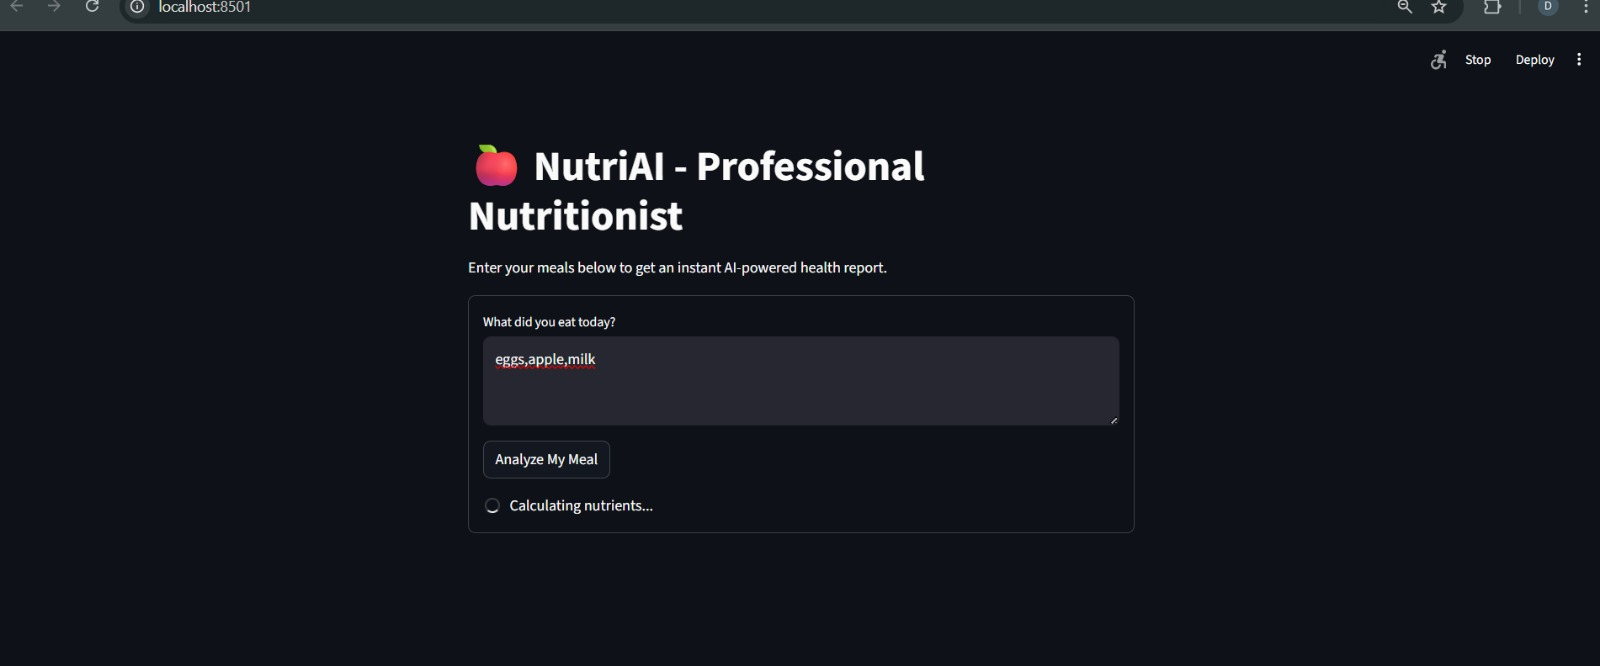 localhost:8501
D
Stop
Deploy
NutriAI - Professional
Nutritionist
Enter your meals below to get an instant AI-powered health report.
What did you eat today?
eggs,apple,milk
Analyze My Meal
Calculating nutrients...